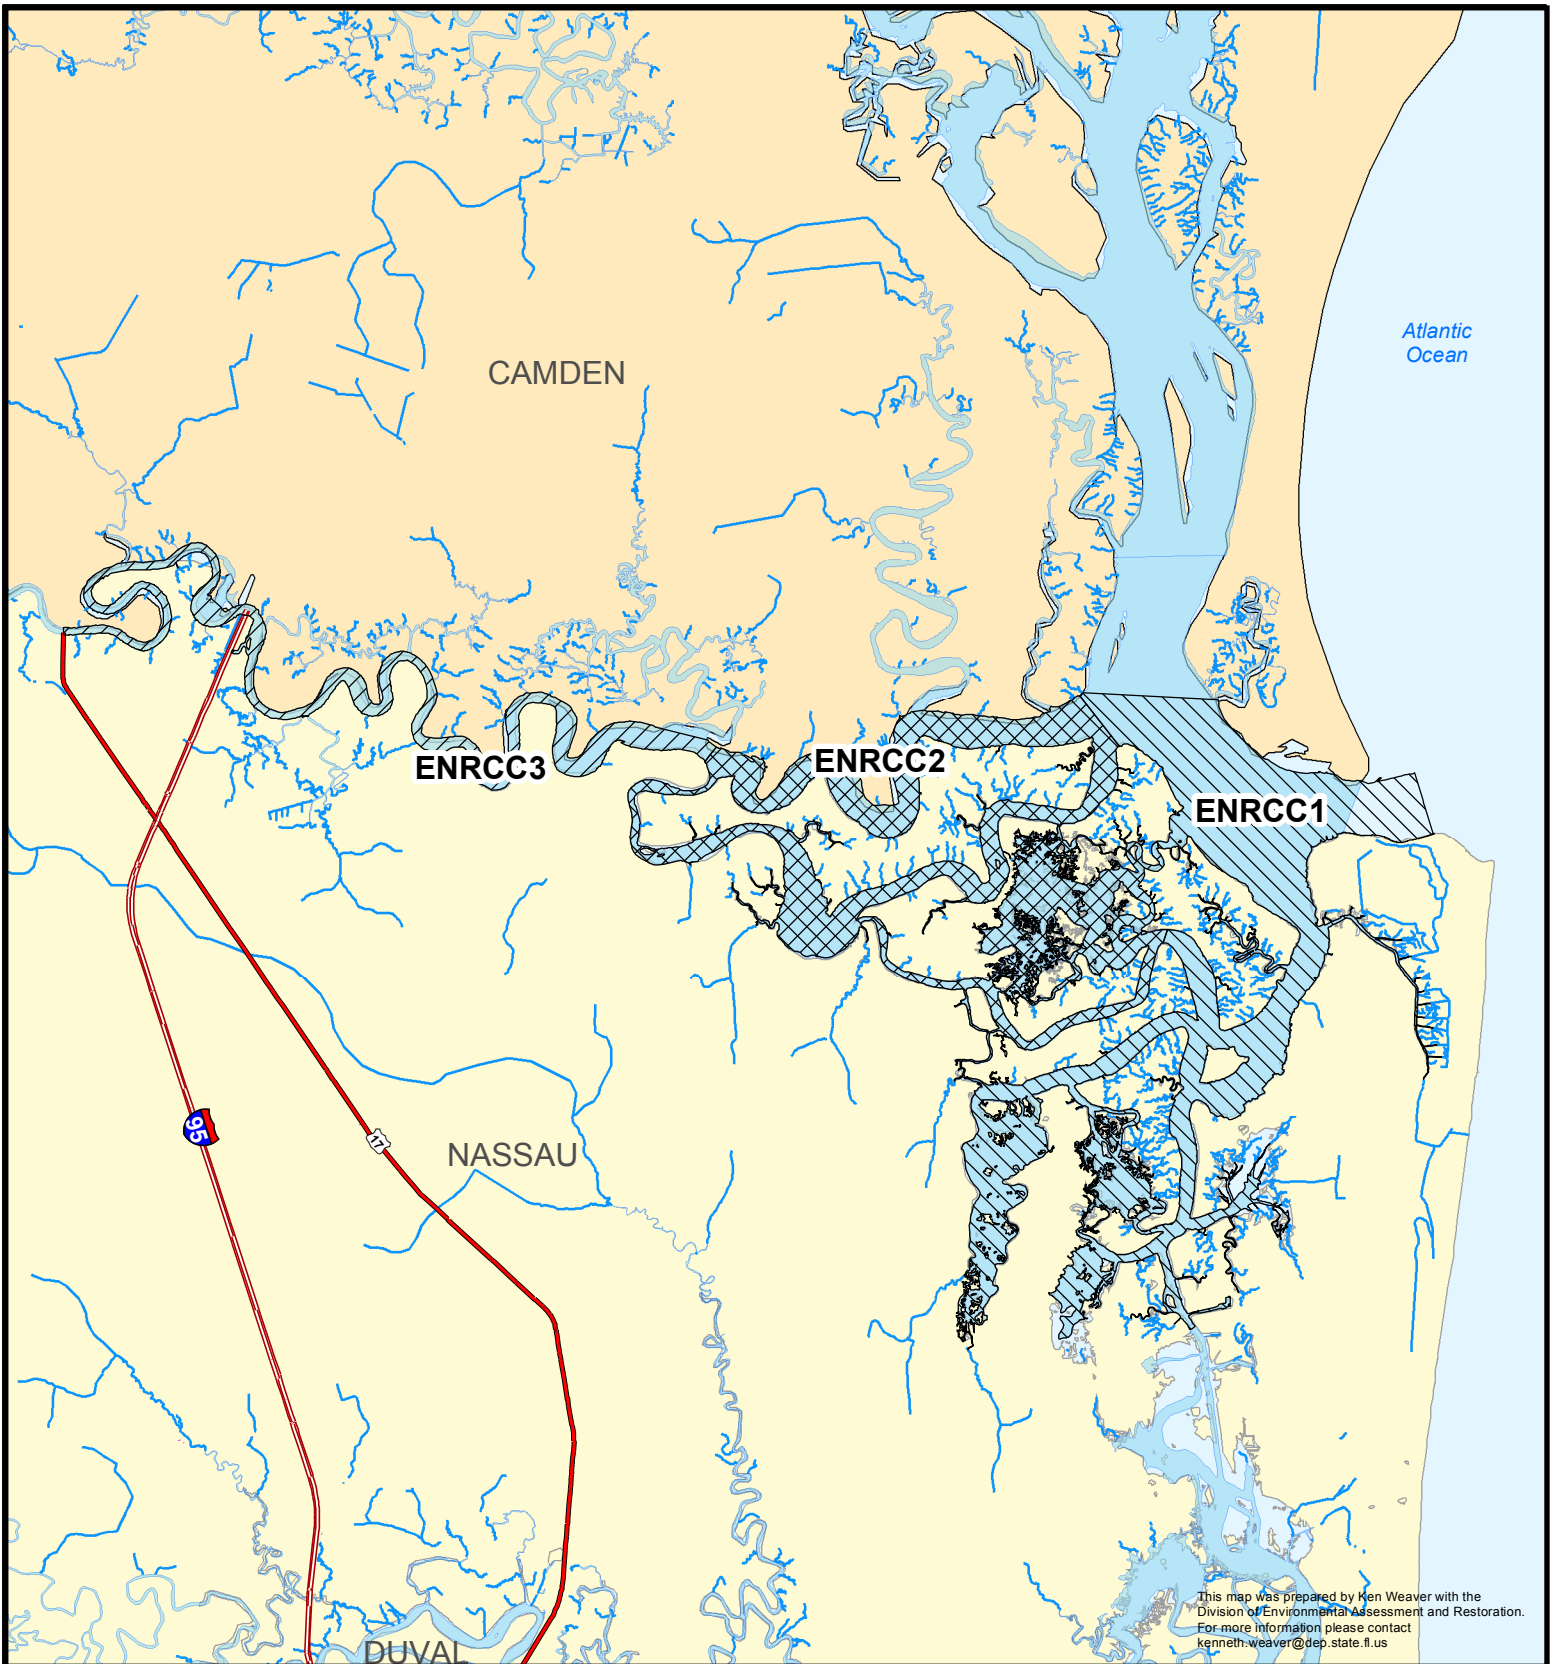 Atlantic
Ocean
CAMDEN
ENRCC3
ENRCC2
ENRCC1
95
17
NASSAU
DUVAL
This map was prepared by Ken Weaver with the
Division of Environmental Assessment and Restoration.
For more information please contact
kenneth.weaver@dep.state.fl.us